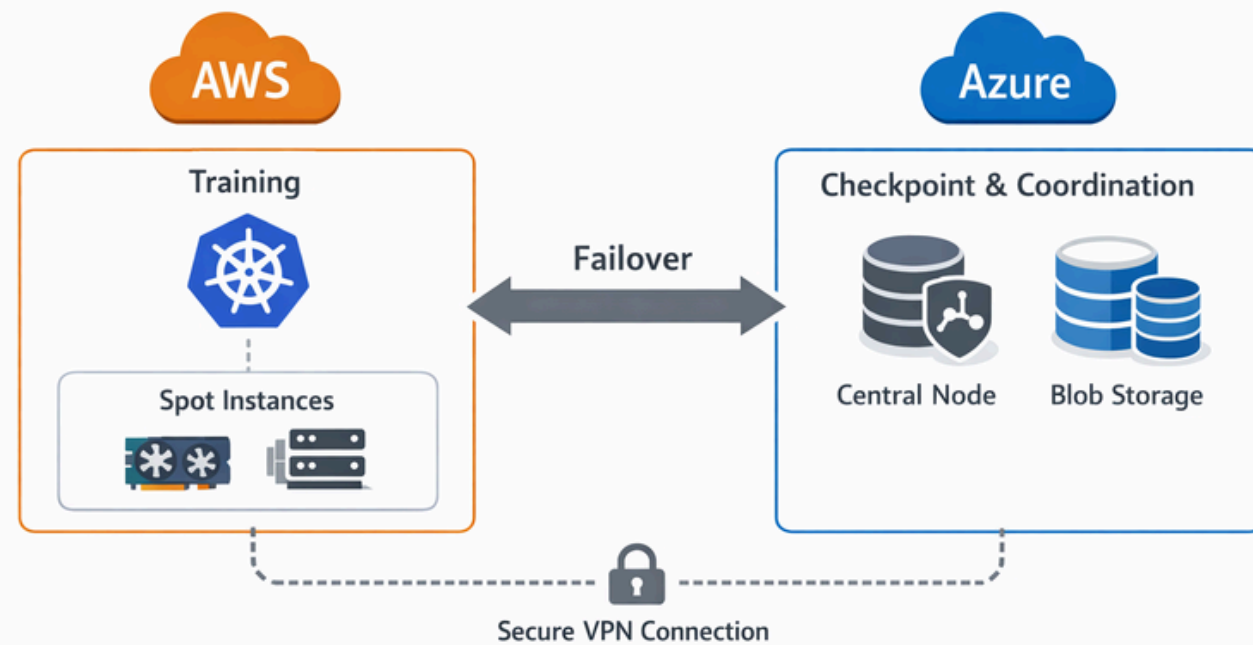 AWS
Azure
Training
Checkpoint & Coordination
Failover
Spot Instances
Central Node
Blob Storage
Secure VPN Connection